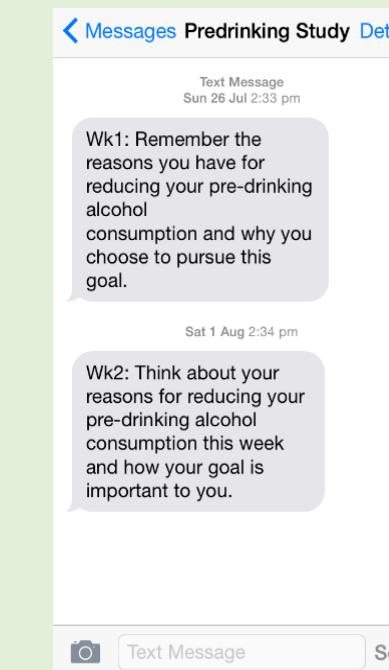 Messages Predrinking Study Det
Text Message
Sun 26 Jul 2:33 pm
Wk1: Remember the
reasons you have for
reducing your pre-drinking
alcohol
consumption and why you
choose to pursue this
goal.
Sat 1 Aug 2:34 pm
Wk2: Think about your
reasons for reducing your
pre-drinking alcohol
consumption this week
and how your goal is
important to you.
Text Message